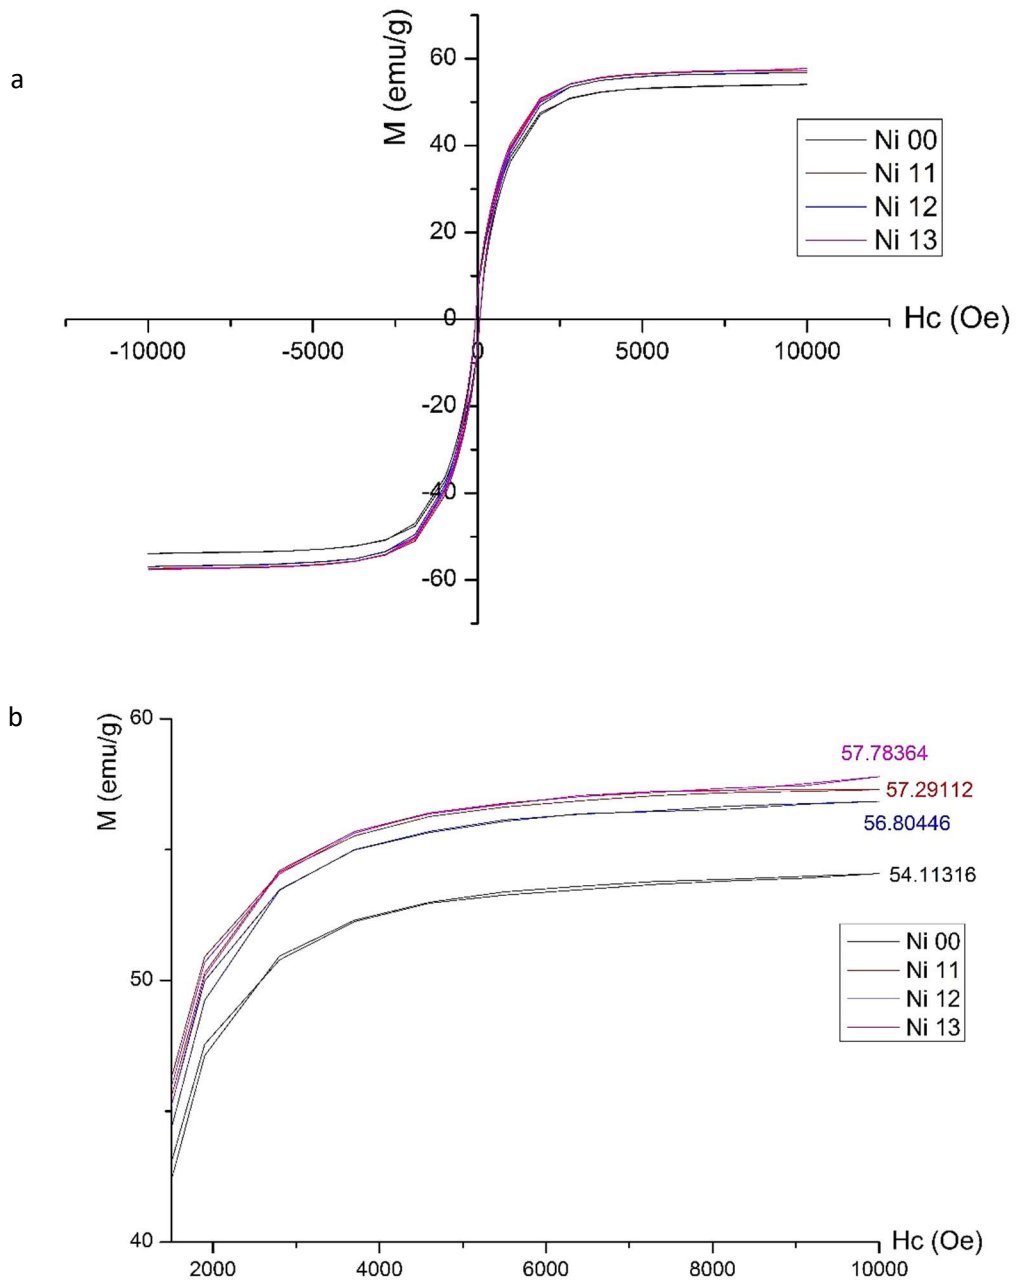 a
M (emu/g)
60
40
20
0
-20
-40
-60
-10000
-5000
0
5000
10000
Hc (Oe)
Ni 00
Ni 11
Ni 12
Ni 13
b
M (emu/g)
60
50
40
2000
4000
6000
8000
10000
Hc (Oe)
57.78364
57.29112
56.80446
54.11316
Ni 00
Ni 11
Ni 12
Ni 13